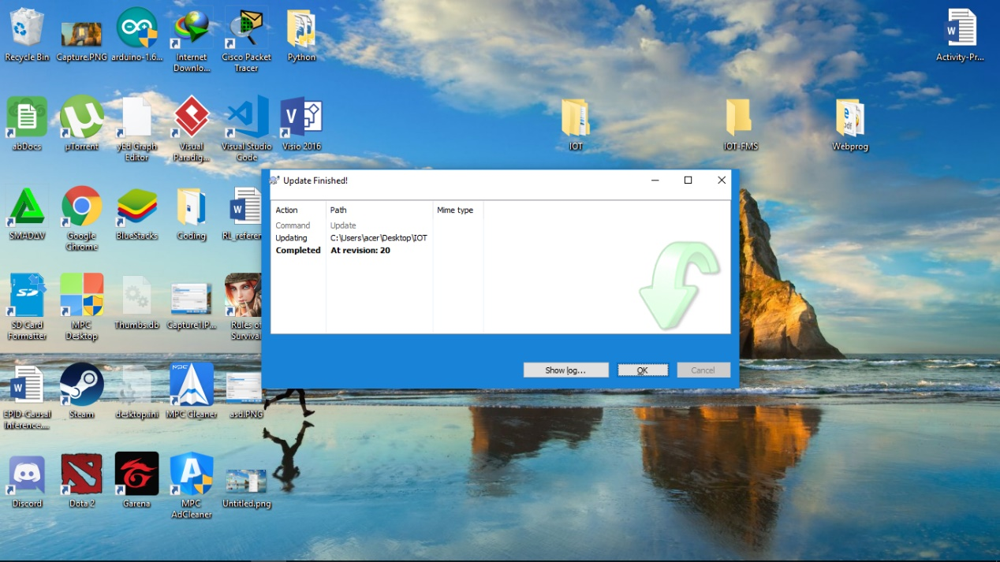 Recycle Bin
Capture.PNG
arduino-1.6...
Internet
Downlo...
Cisco Packet
Tracer
Python
Activity-Pr...
abDocs
µTorrent
yEd Graph
Editor
Visual
Paradig...
Visual Studio
Code
Visio 2016
IOT
IOT-FMS
Webprog
SMADΔV
Google
Chrome
BlueStacks
Coding
RL_referen
SD Card
Formatter
MPC
Desktop
Thumbs.db
Capture1.P...
Rules of
Surviva
EPID-Causal
Inference....
Steam
desktop.ini
MPC Cleaner
asd.PNG
Discord
Dota 2
Garena
MPC
AdCleaner
Untitled.png
Update Finished!
Action Path Mime type
Command Update
Updating C:\Users\acer\Desktop\IOT
Completed At revision: 20
Show log...
OK
Cancel